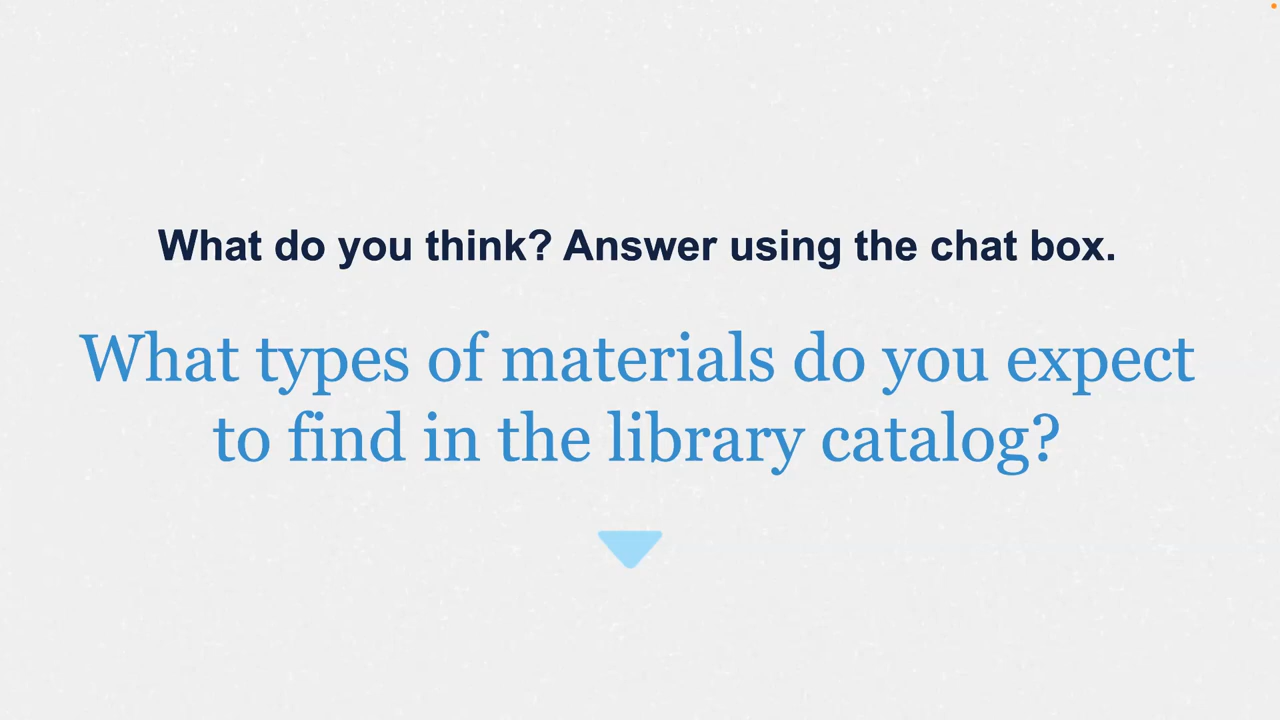 What do you think? Answer using the chat box.
What types of materials do you expect
to find in the library catalog?